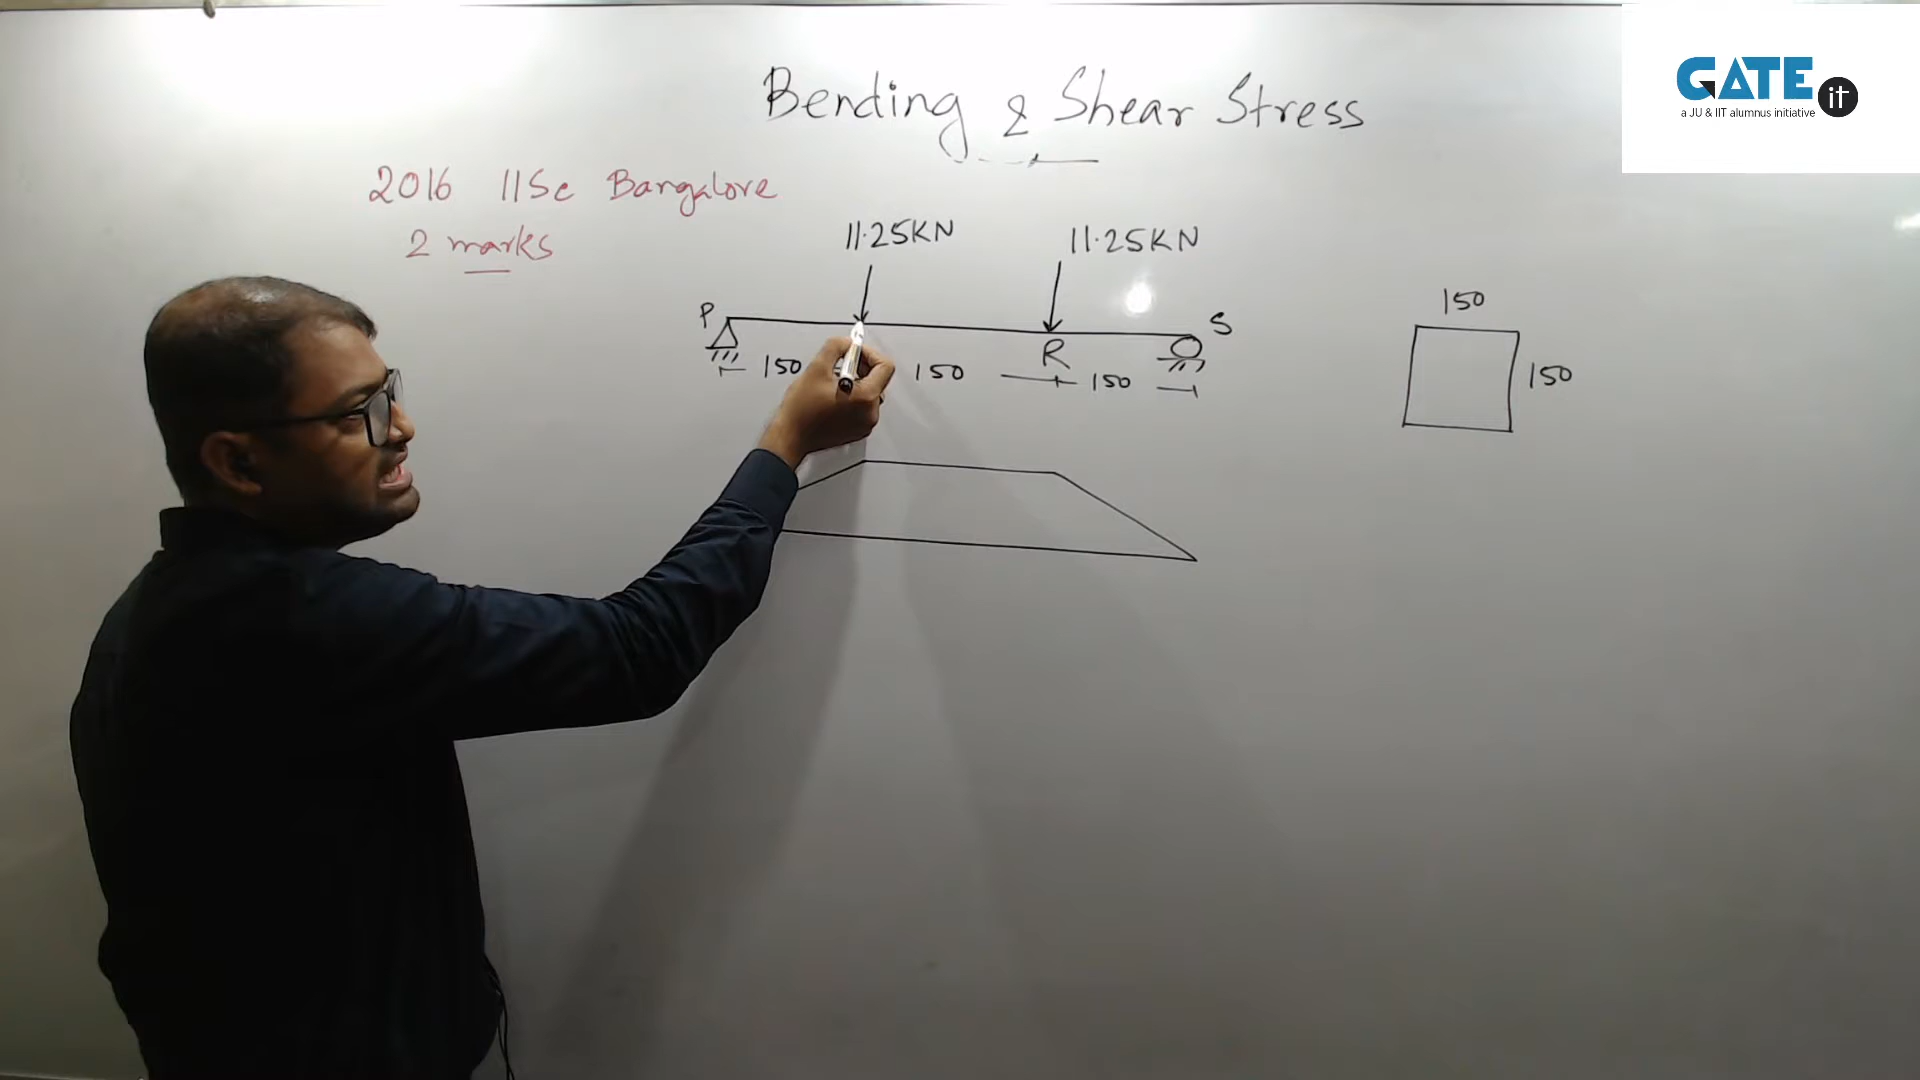 Bending & Shear Stress
GATE it
a JU & IIT alumnus initiative
2016 IISc Bangalore
2 marks
11.25KN 11.25KN
P S
R
150 150 150
150
150